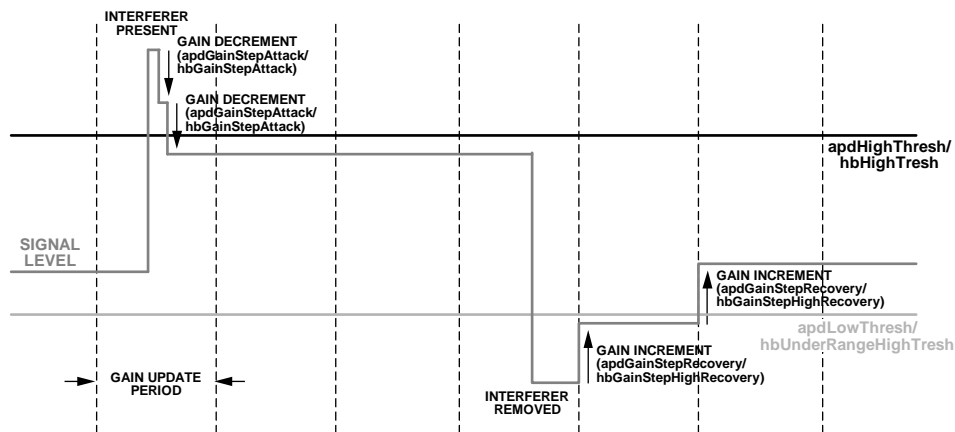 INTERFERER
PRESENT
GAIN DECREMENT
(apdGainStepAttack/
hbGainStepAttack)
GAIN DECREMENT
(apdGainStepAttack/
hbGainStepAttack)
apdHighThresh/
hbHighTresh
SIGNAL
LEVEL
GAIN INCREMENT
(apdGainStepRecovery/
hbGainStepHighRecovery)
apdLowThresh/
hbUnderRangeHighTresh
GAIN INCREMENT
(apdGainStepRecovery/
hbGainStepHighRecovery)
GAIN UPDATE
PERIOD
INTERFERER
REMOVED